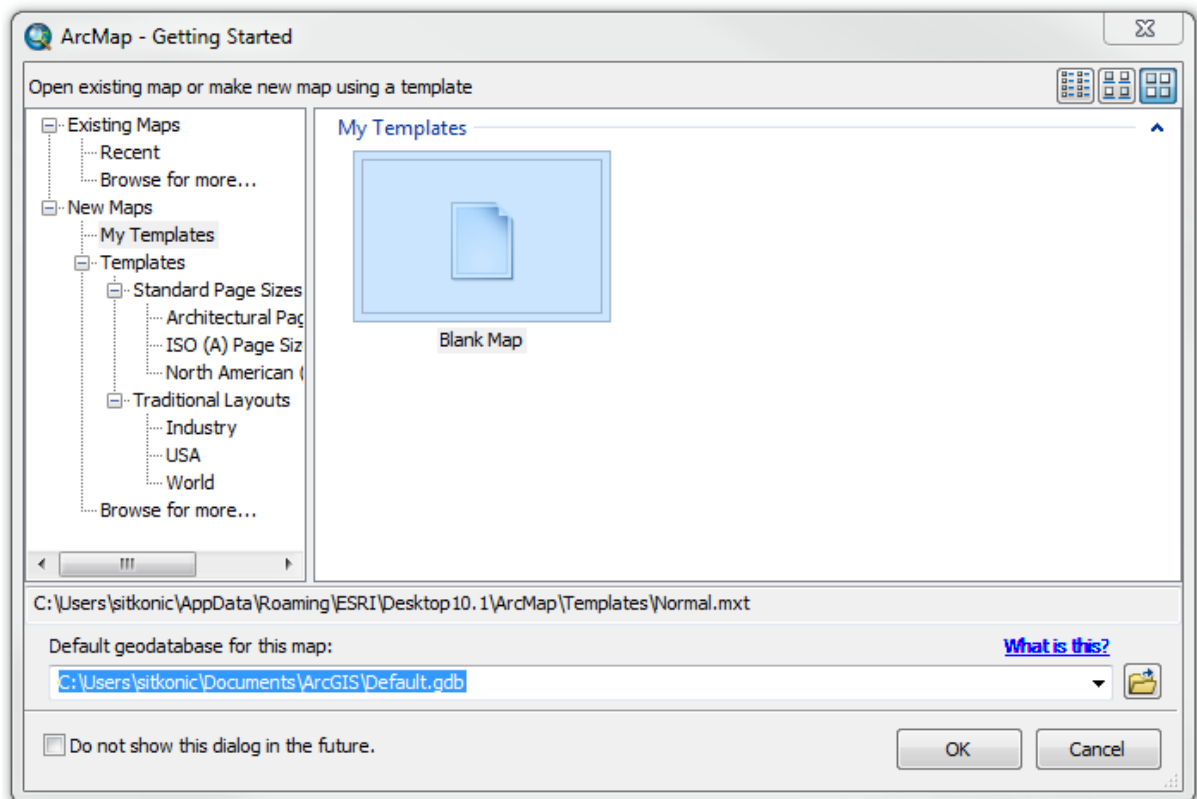 ArcMap - Getting Started
Open existing map or make new map using a template
Existing Maps
Recent
Browse for more...
New Maps
My Templates
Templates
Standard Page Sizes
Architectural Pag
ISO (A) Page Siz
North American (
Traditional Layouts
Industry
USA
World
Browse for more...
My Templates
Blank Map
C:\Users\sitkonic\AppData\Roaming\ESRI\Desktop10.1\ArcMap\Templates\Normal.mxt
Default geodatabase for this map:
What is this?
C:\Users\sitkonic\Documents\ArcGIS\Default.gdb
Do not show this dialog in the future.
OK
Cancel